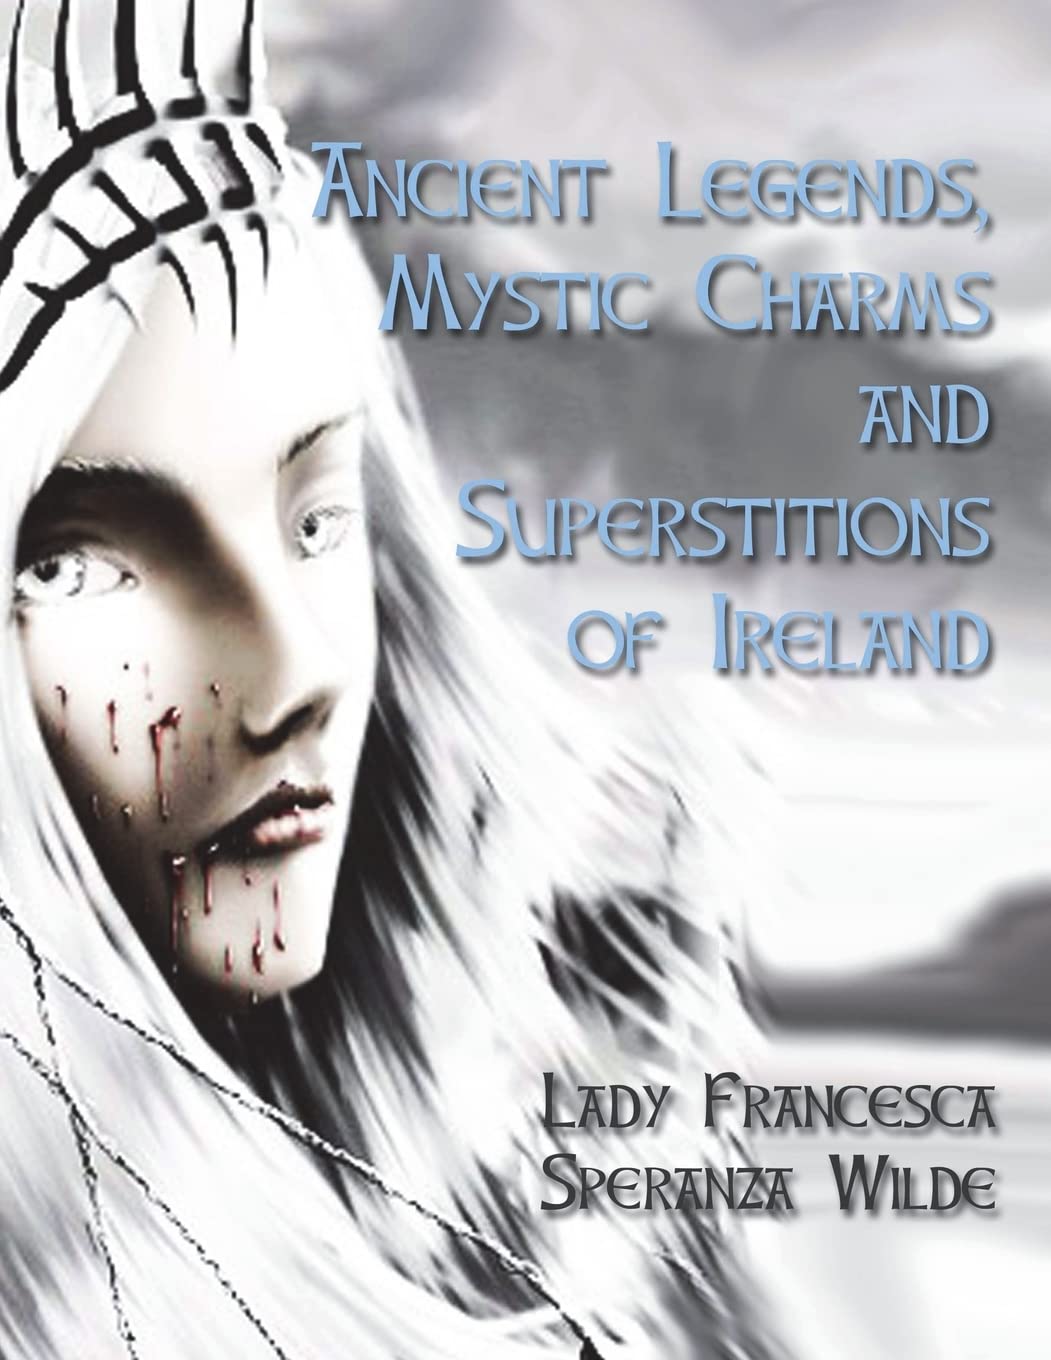 Ancient Legends,
Mystic Charms
and
Superstitions
of Ireland
Lady Francesca
Speranza Wilde